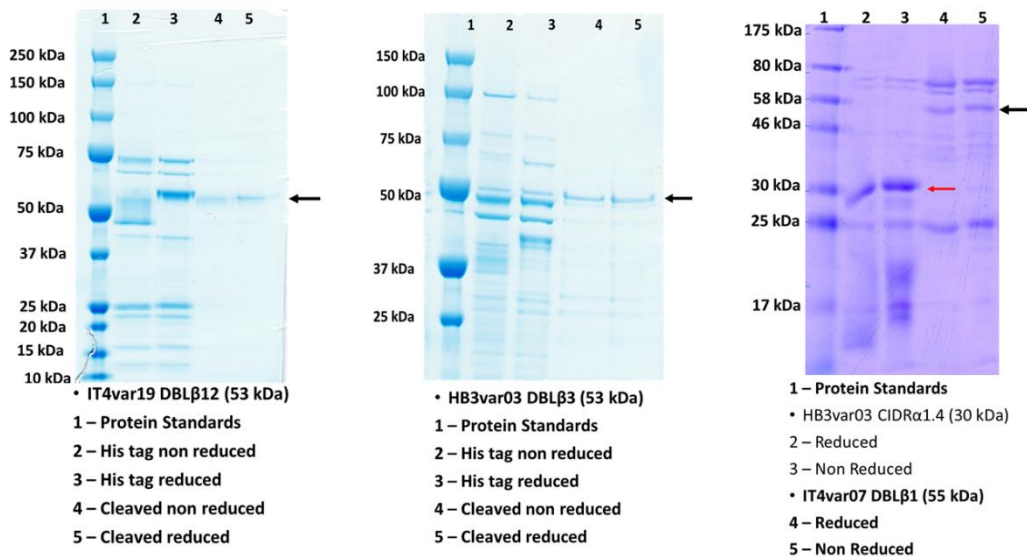 1 2 3 4 5
250 kDa
150 kDa
100 kDa
75 kDa
50 kDa
37 kDa
25 kDa
20 kDa
15 kDa
10 kDa
• IT4var19 DBLβ12 (53 kDa)
1 – Protein Standards
2 – His tag non reduced
3 – His tag reduced
4 – Cleaved non reduced
5 – Cleaved reduced
1 2 3 4 5
150 kDa
100 kDa
75 kDa
50 kDa
37 kDa
25 kDa
• HB3var03 DBLβ3 (53 kDa)
1 – Protein Standards
2 – His tag non reduced
3 – His tag reduced
4 – Cleaved non reduced
5 – Cleaved reduced
1 2 3 4 5
175 kDa
80 kDa
58 kDa
46 kDa
30 kDa
25 kDa
17 kDa
1 – Protein Standards
• HB3var03 CIDRα1.4 (30 kDa)
2 – Reduced
3 – Non Reduced
• IT4var07 DBLβ1 (55 kDa)
4 – Reduced
5 – Non Reduced